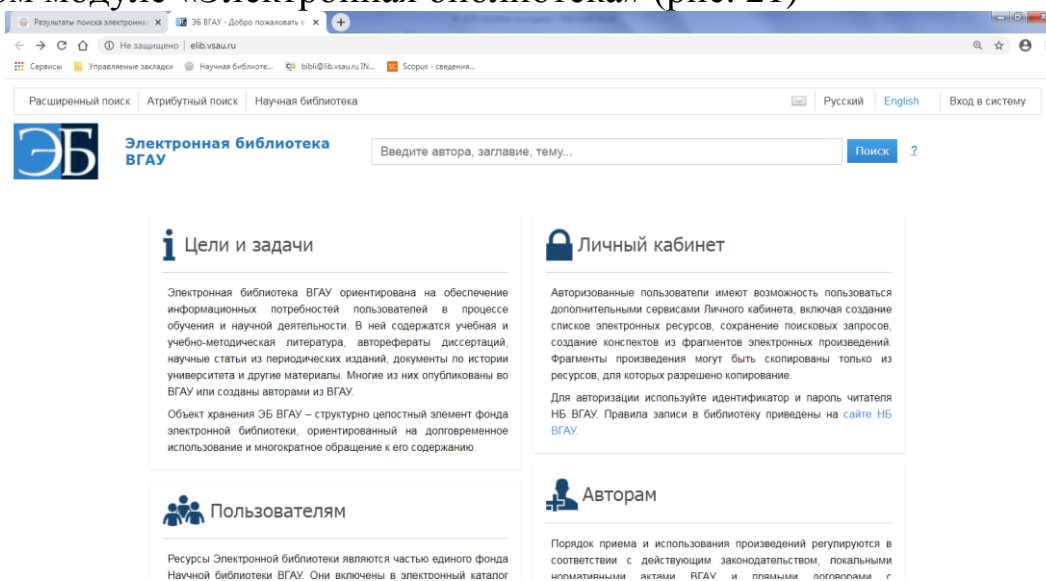 ом модуле «Электронная библиотека» (рис. 21)
Результаты поиска электронно
ЭБ ВГАУ - Добро пожаловать в
Не защищено | elib.vsau.ru
Сервисы Управляемые закладки Научная библиоте... bibli@lib.vsau.ru IN... Scopus - сведения...
Расширенный поиск Атрибутный поиск Научная библиотека Русский English Вход в систему
ЭБ
Электронная библиотека
ВГАУ
Введите автора, заглавие, тему...
Поиск ?
Цели и задачи
Электронная библиотека ВГАУ ориентирована на обеспечение
информационных потребностей пользователей в процессе
обучения и научной деятельности. В ней содержатся учебная и
учебно-методическая литература, авторефераты диссертаций,
научные статьи из периодических изданий, документы по истории
университета и другие материалы. Многие из них опубликованы во
ВГАУ или созданы авторами из ВГАУ.
Объект хранения ЭБ ВГАУ – структурно целостный элемент фонда
электронной библиотеки, ориентированный на долговременное
использование и многократное обращение к его содержанию.
Личный кабинет
Авторизованные пользователи имеют возможность пользоваться
дополнительными сервисами Личного кабинета, включая создание
списков электронных ресурсов, сохранение поисковых запросов,
создание конспектов из фрагментов электронных произведений.
Фрагменты произведения могут быть скопированы только из
ресурсов, для которых разрешено копирование.
Для авторизации используйте идентификатор и пароль читателя
НБ ВГАУ. Правила записи в библиотеку приведены на сайте НБ
ВГАУ.
Пользователям
Ресурсы Электронной библиотеки являются частью единого фонда
Научной библиотеки ВГАУ. Они включены в электронный каталог
Авторам
Порядок приема и использования произведений регулируются в
соответствии с действующим законодательством, локальными
нормативными актами ВГАУ и прямыми договорами с